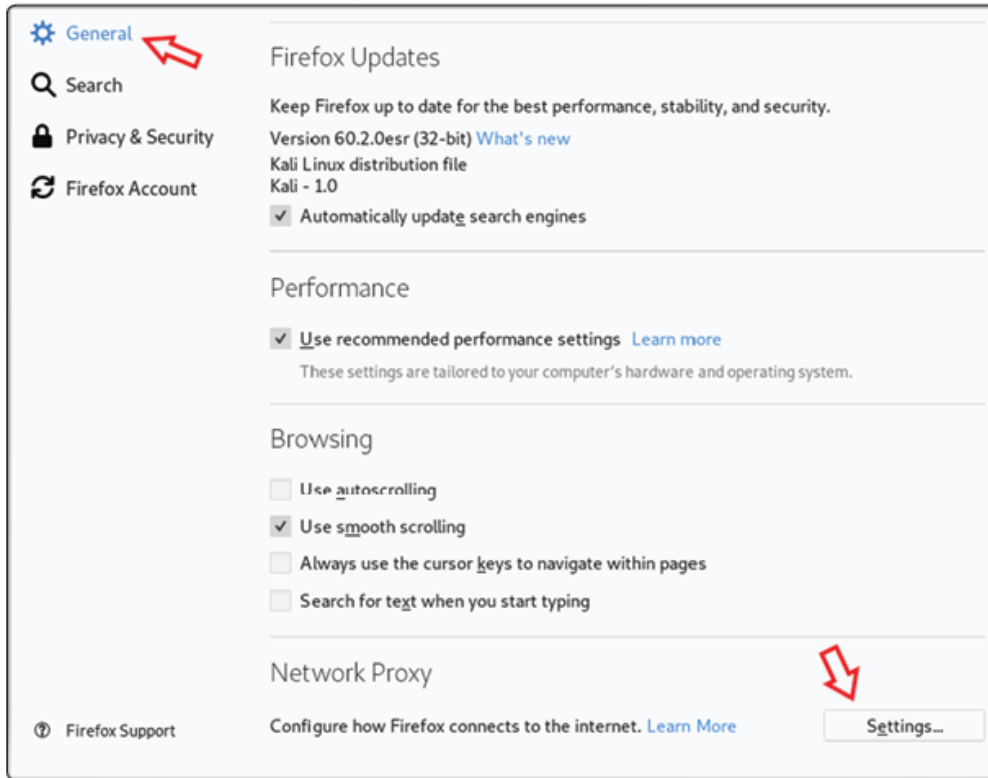 General
Search
Privacy & Security
Firefox Account
Firefox Updates
Keep Firefox up to date for the best performance, stability, and security.
Version 60.2.0esr (32-bit) What's new
Kali Linux distribution file
Kali - 1.0
Automatically update search engines
Performance
Use recommended performance settings Learn more
These settings are tailored to your computer's hardware and operating system.
Browsing
Use autoscrolling
Use smooth scrolling
Always use the cursor keys to navigate within pages
Search for text when you start typing
Network Proxy
Configure how Firefox connects to the internet. Learn More
Settings...
Firefox Support